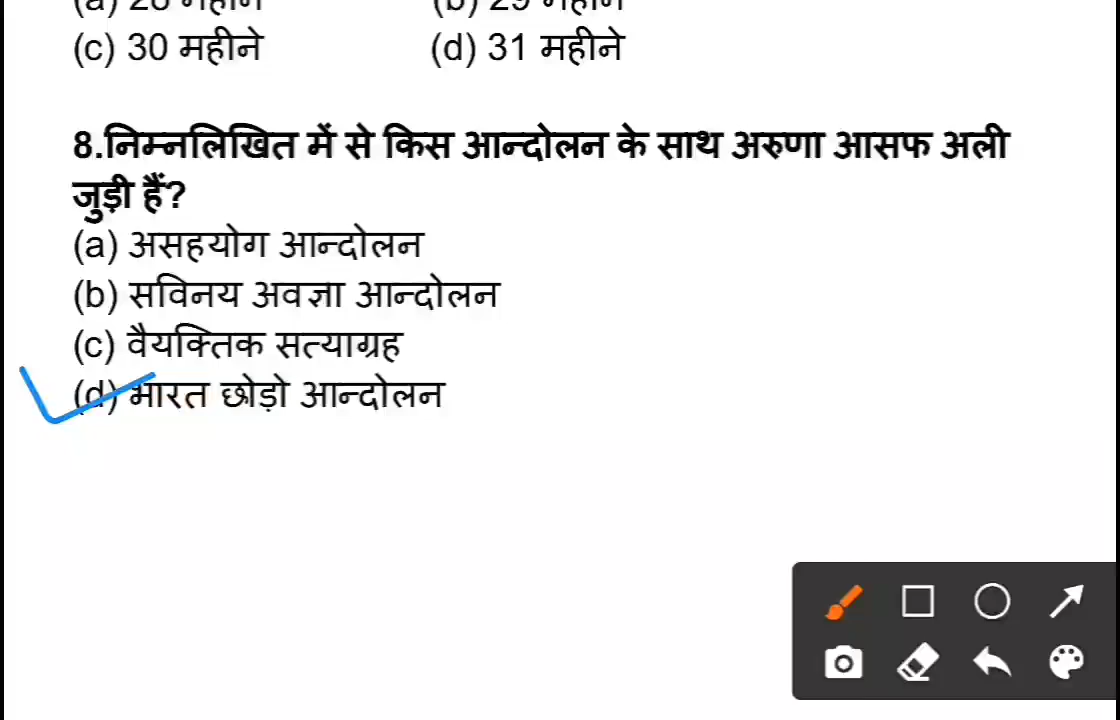 (c) 30 महीने (d) 31 महीने
8.निम्नलिखित में से किस आन्दोलन के साथ अरुणा आसफ अली
जुड़ी हैं?
(a) असहयोग आन्दोलन
(b) सविनय अवज्ञा आन्दोलन
(c) वैयक्तिक सत्याग्रह
(d) भारत छोड़ो आन्दोलन